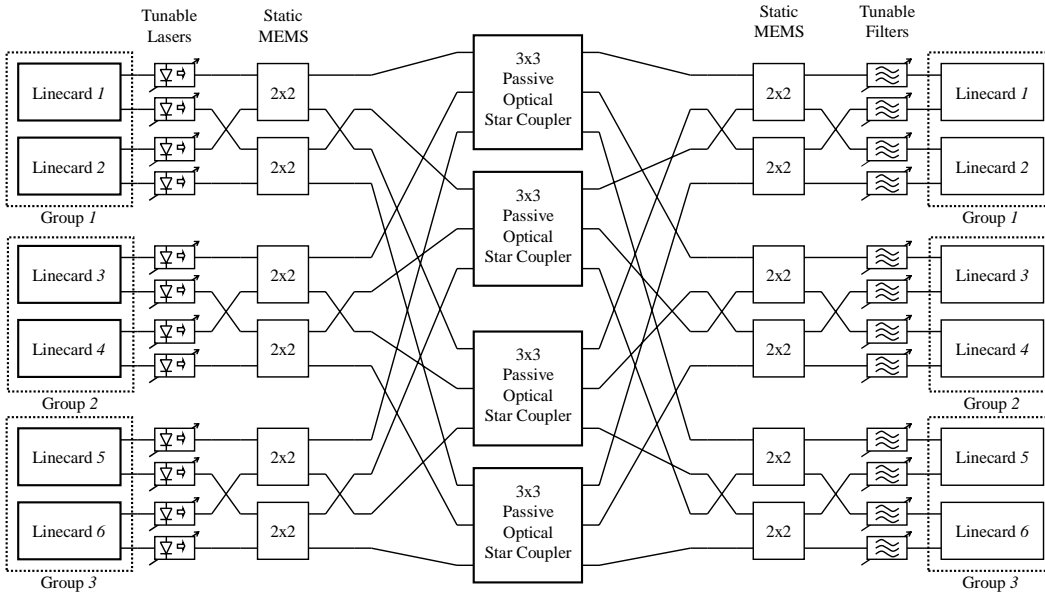 Tunable
Lasers
Static
MEMS
Static
MEMS
Tunable
Filters
Linecard 1
Linecard 2
Group 1
Linecard 3
Linecard 4
Group 2
Linecard 5
Linecard 6
Group 3
2x2
2x2
2x2
2x2
2x2
2x2
3x3
Passive
Optical
Star Coupler
3x3
Passive
Optical
Star Coupler
3x3
Passive
Optical
Star Coupler
3x3
Passive
Optical
Star Coupler
2x2
2x2
2x2
2x2
2x2
2x2
Linecard 1
Linecard 2
Group 1
Linecard 3
Linecard 4
Group 2
Linecard 5
Linecard 6
Group 3